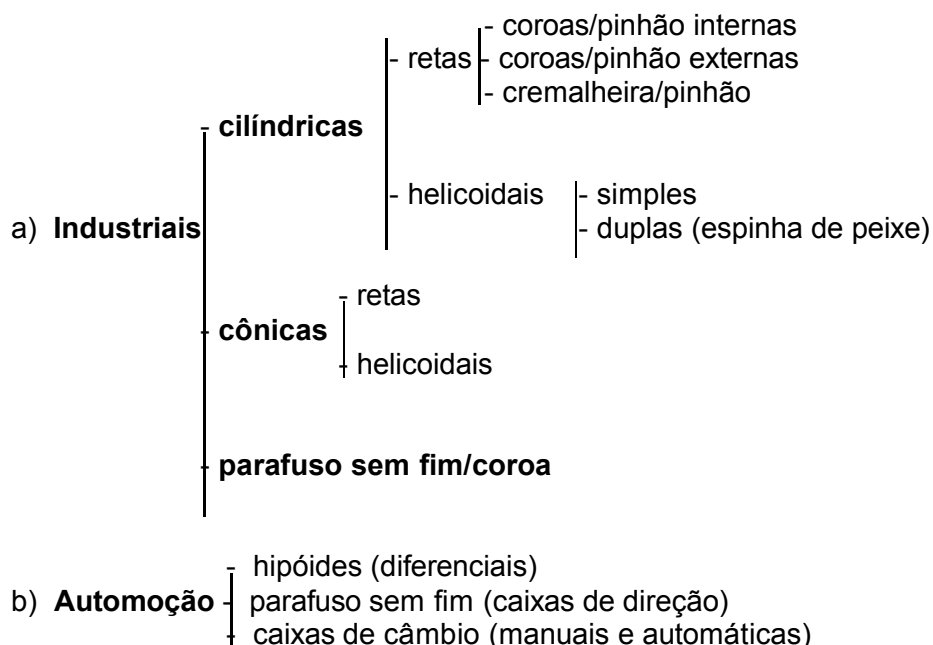 - coroas/pinhão internas
- retas - coroas/pinhão externas
- cremalheira/pinhão
- cilíndricas
- helicoidais - simples
a) Industriais - duplas (espinha de peixe)
- retas
- cônicas
- helicoidais
- parafuso sem fim/coroa
- hipóides (diferenciais)
b) Automoção - parafuso sem fim (caixas de direção)
- caixas de câmbio (manuais e automáticas)